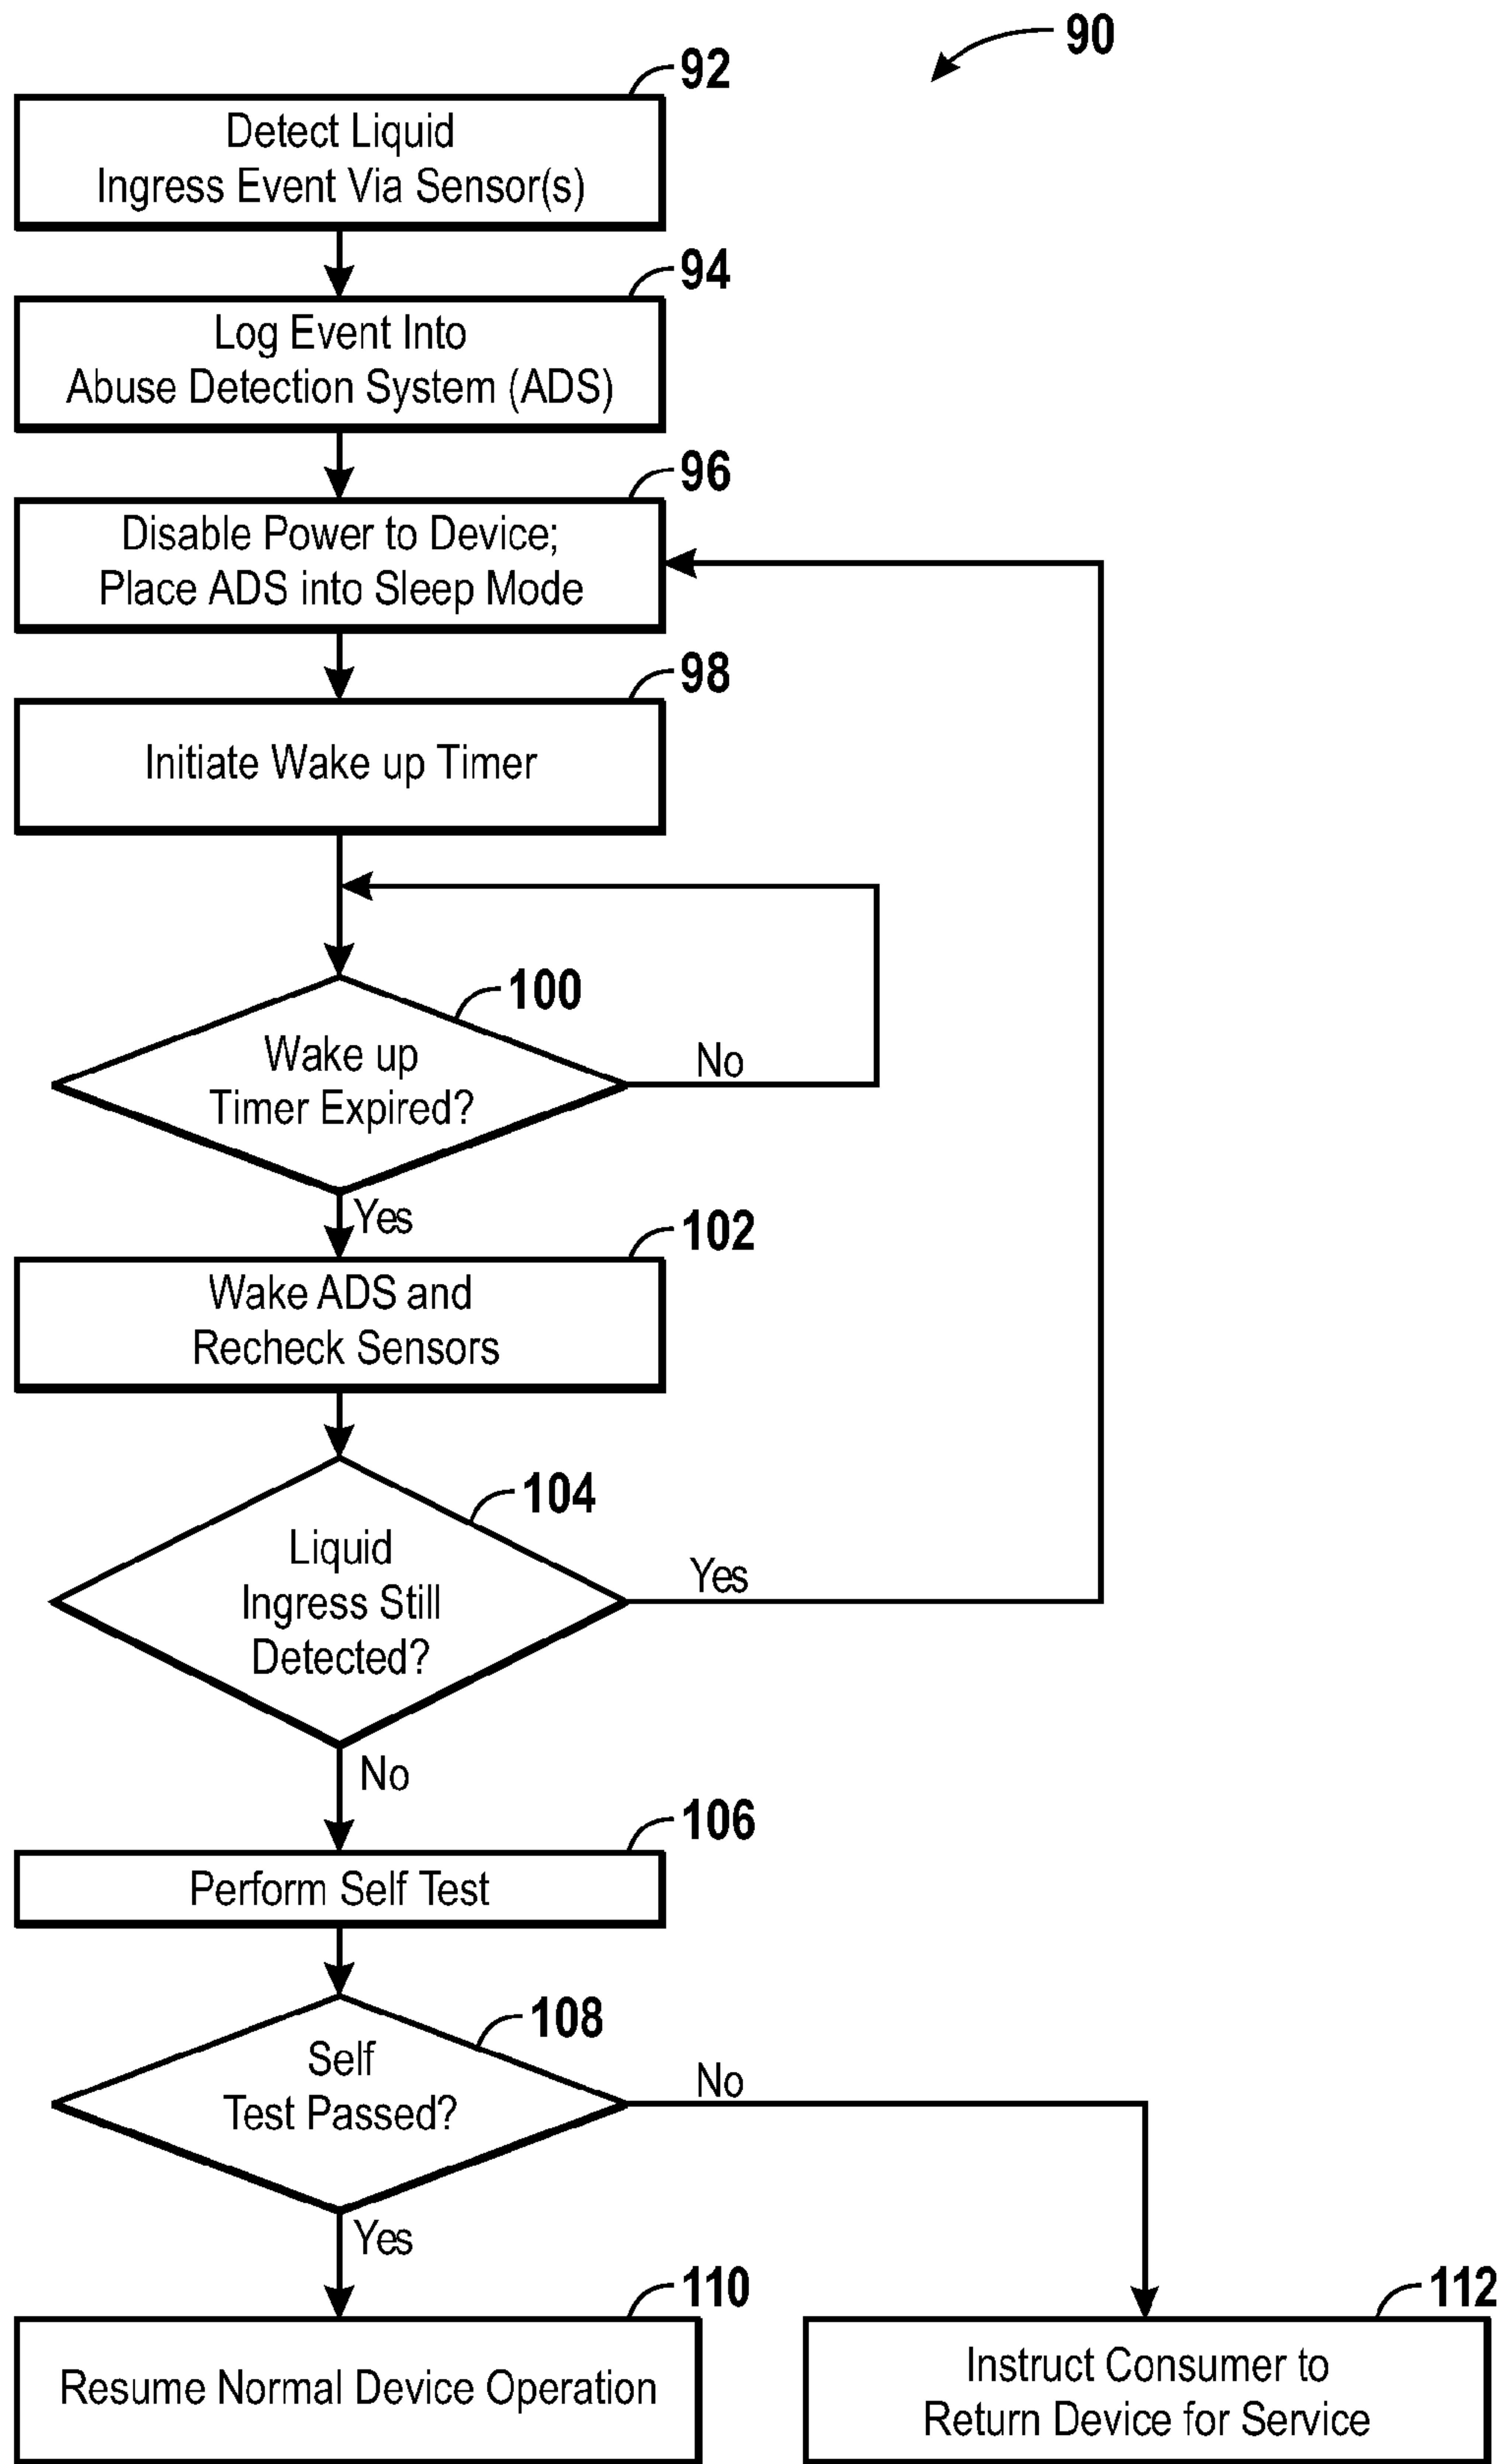 90
92
Detect Liquid
Ingress Event Via Sensor(s)
94
Log Event Into
Abuse Detection System (ADS)
96
Disable Power to Device;
Place ADS into Sleep Mode
98
Initiate Wake up Timer
100
Wake up
Timer Expired?
No
Yes
102
Wake ADS and
Recheck Sensors
104
Liquid
Ingress Still
Detected?
Yes
No
106
Perform Self Test
108
Self
Test Passed?
No
Yes
110
Resume Normal Device Operation
112
Instruct Consumer to
Return Device for Service